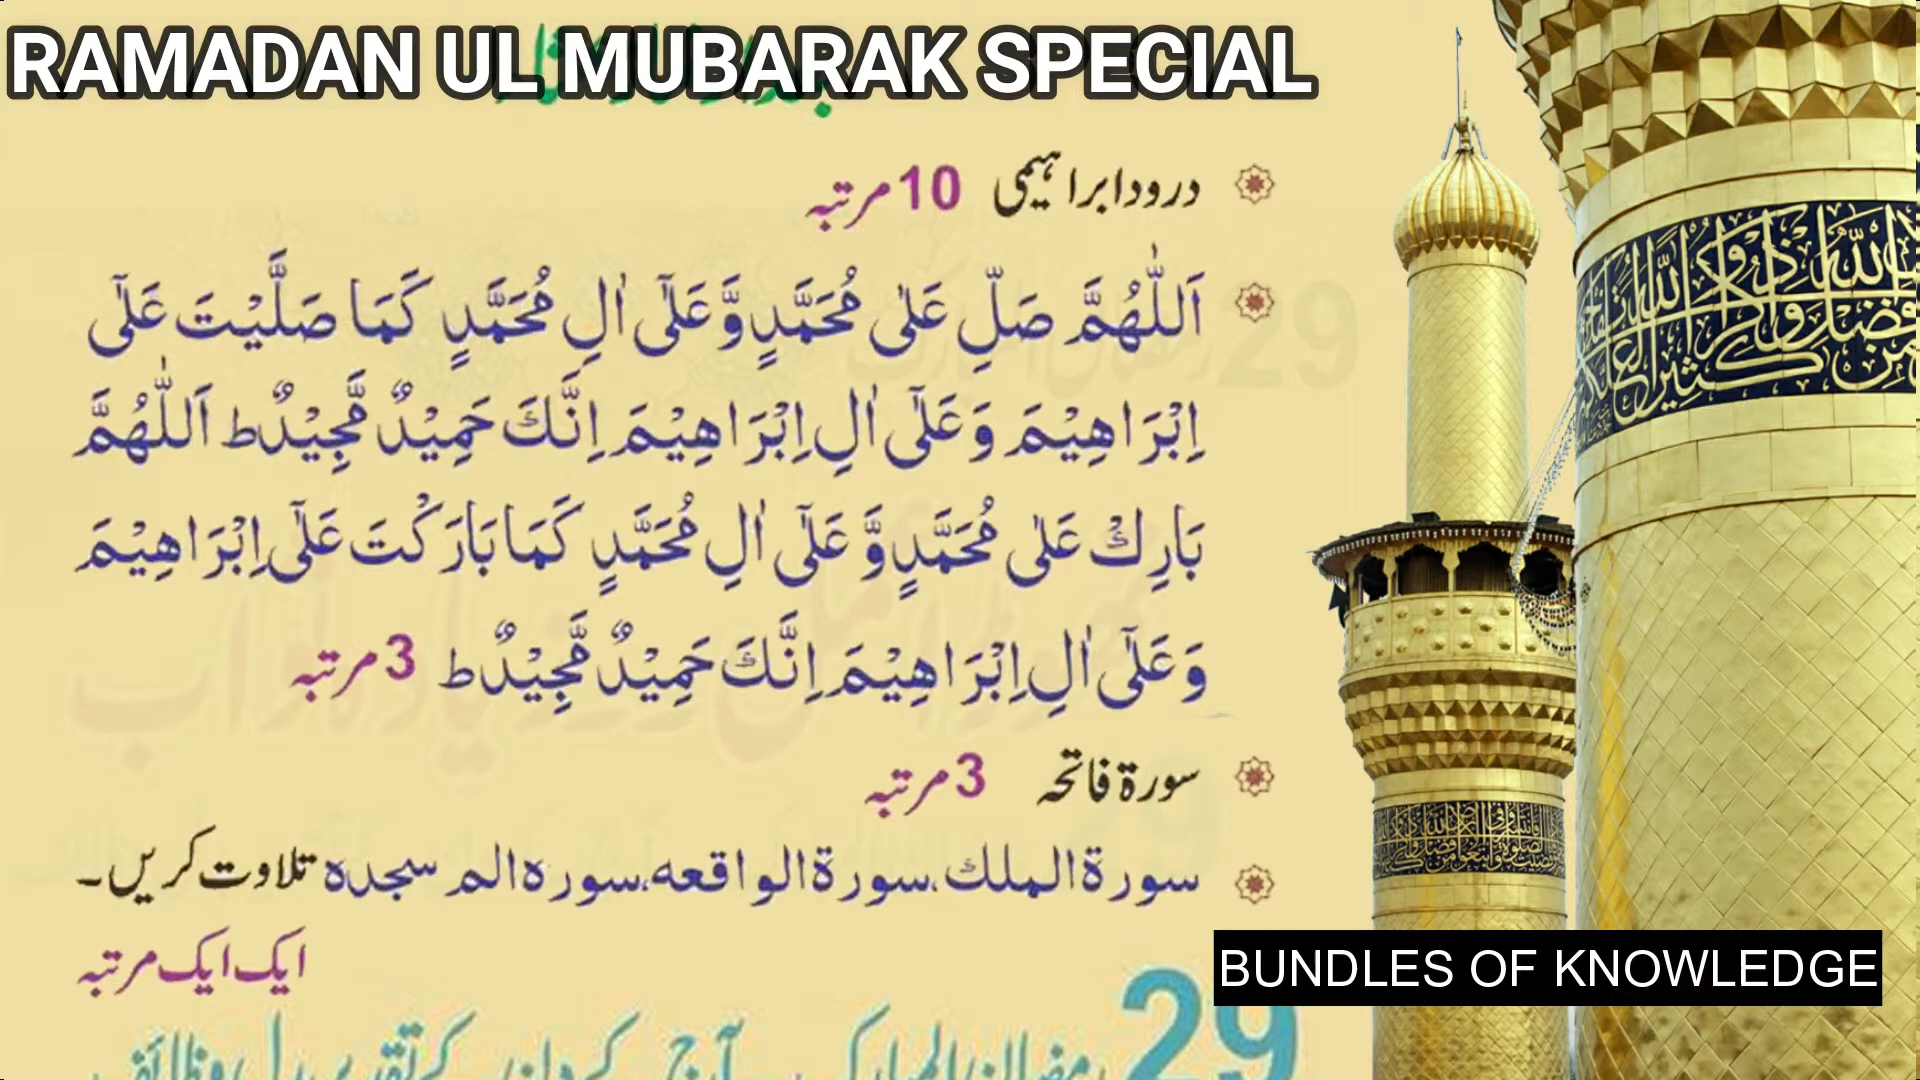 RAMADAN UL MUBARAK SPECIAL
درود ابراہیمی 10 مرتبہ
اَللّٰهُمَّ صَلِّ عَلٰی مُحَمَّدٍ وَّعَلٰٓی اٰلِ مُحَمَّدٍ كَمَا صَلَّیْتَ عَلٰٓی
اِبْرَاهِیْمَ وَعَلٰٓی اٰلِ اِبْرَاهِیْمَ اِنَّكَ حَمِیْدٌ مَّجِیْدٌ ط اَللّٰهُمَّ
بَارِكْ عَلٰی مُحَمَّدٍ وَّعَلٰٓی اٰلِ مُحَمَّدٍ كَمَا بَارَكْتَ عَلٰٓی اِبْرَاهِیْمَ
وَعَلٰٓی اٰلِ اِبْرَاهِیْمَ اِنَّكَ حَمِیْدٌ مَّجِیْدٌ ط 3 مرتبہ
سورۃ فاتحہ 3 مرتبہ
سورۃ الملك، سورۃ الواقعه، سورہ الم سجدہ تلاوت کریں۔
ایک ایک مرتبہ
BUNDLES OF KNOWLEDGE
29